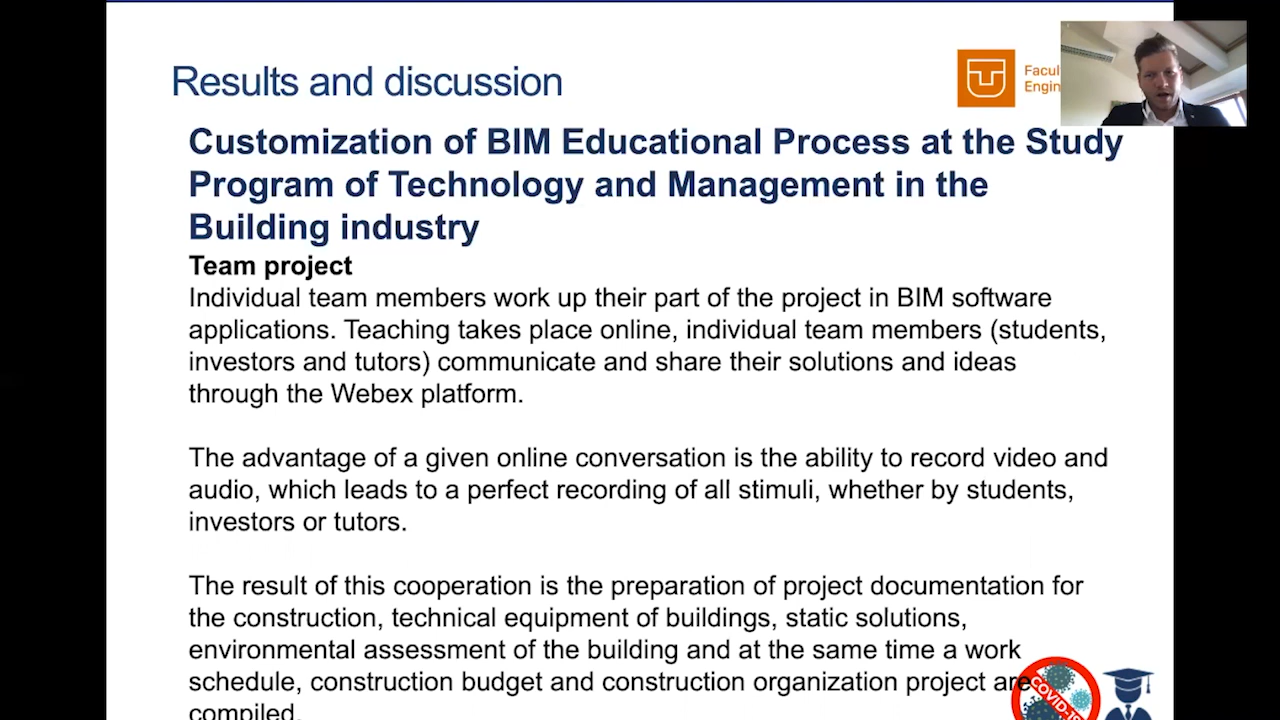 Results and discussion
Facul
Engin
Customization of BIM Educational Process at the Study
Program of Technology and Management in the
Building industry
Team project
Individual team members work up their part of the project in BIM software
applications. Teaching takes place online, individual team members (students,
investors and tutors) communicate and share their solutions and ideas
through the Webex platform.
The advantage of a given online conversation is the ability to record video and
audio, which leads to a perfect recording of all stimuli, whether by students,
investors or tutors.
The result of this cooperation is the preparation of project documentation for
the construction, technical equipment of buildings, static solutions,
environmental assessment of the building and at the same time a work
schedule, construction budget and construction organization project are
compiled.
COVID-19